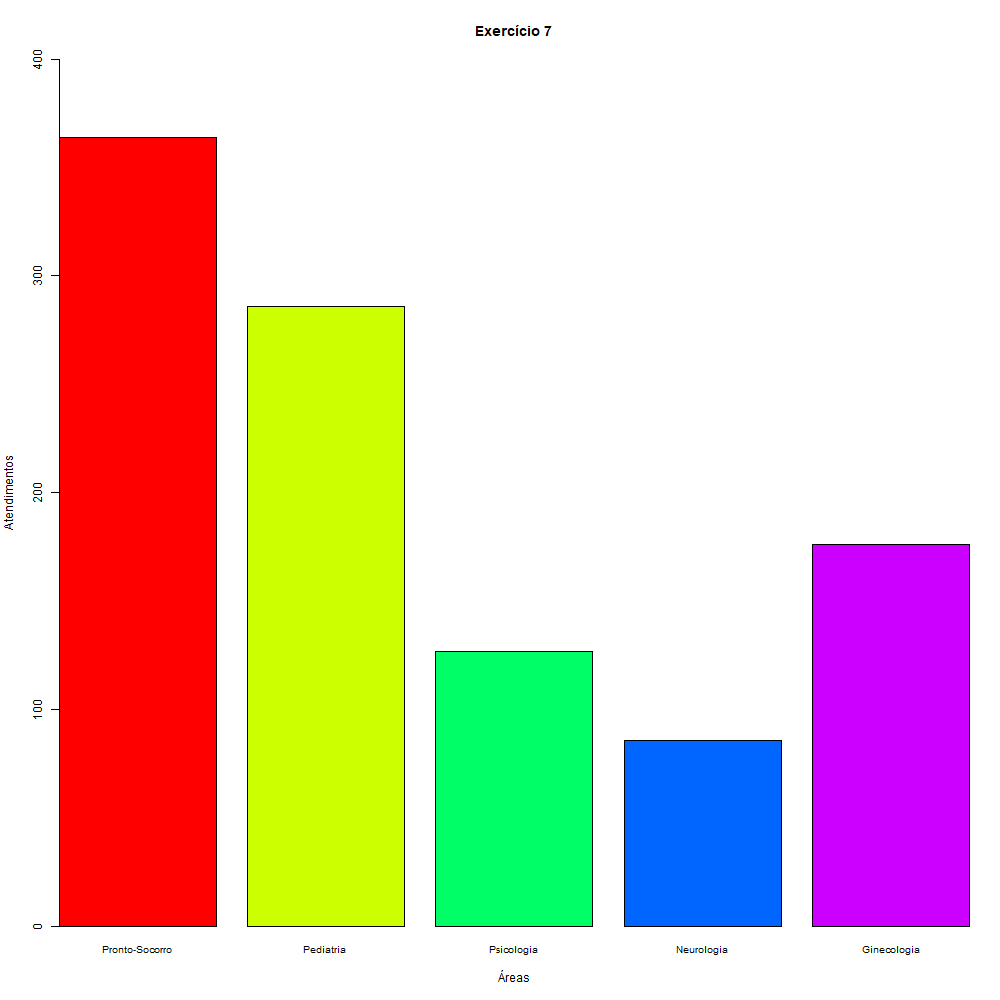 Exercício 7
400
300
200
100
0
Atendimentos
Pronto-Socorro
Pediatria
Psicologia
Neurologia
Ginecologia
Áreas